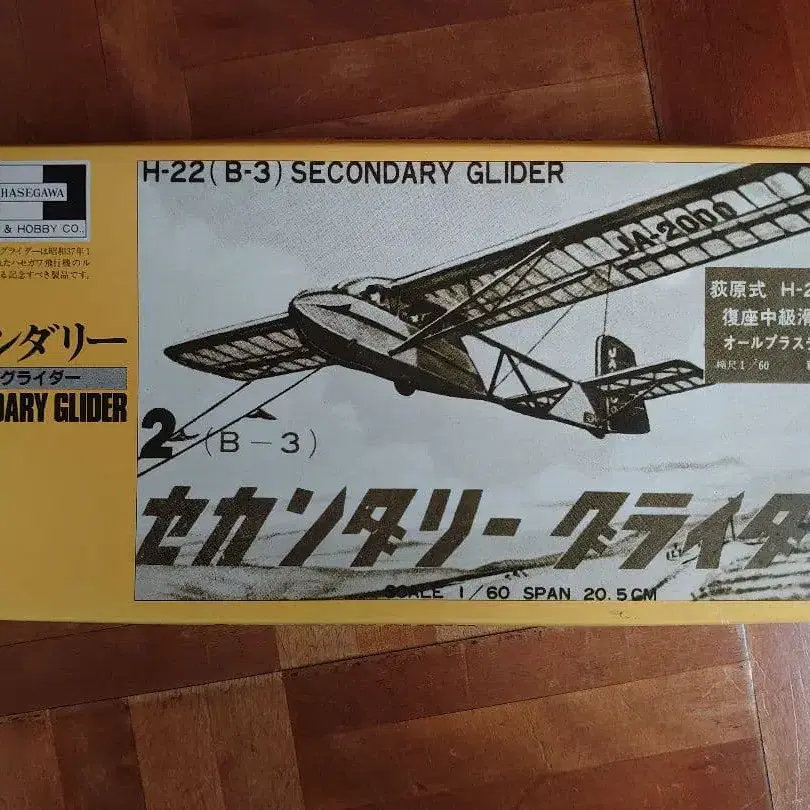 HASEGAWA
& HOBBY CO.,
グライダーは昭和37年1
れたハセガワ飛行機のル
る記念すべき製品です。
ンダリー
グライダー
DARY GLIDER
H-22(B-3) SECONDARY GLIDER
JA-2000
荻原式 H-2
復座中級滑
オールプラスチ
縮尺1/60
2 (B-3)
セカンダリー グライダ
SCALE 1/60 SPAN 20.5CM